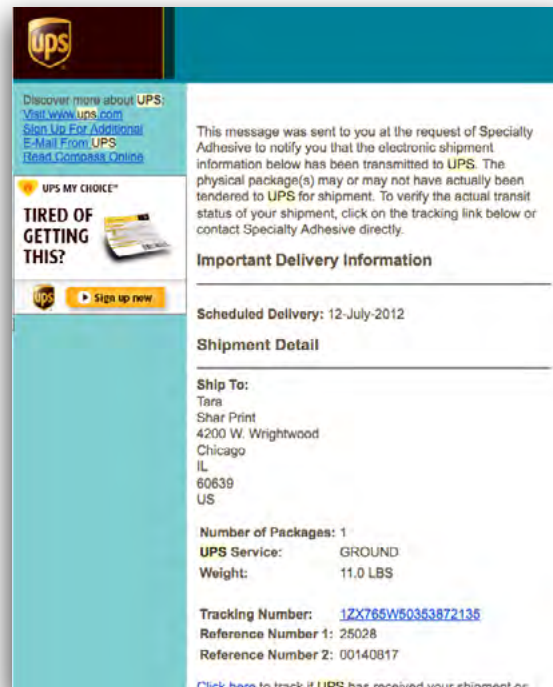 ups
Discover more about UPS:
Visit www.ups.com
Sign Up For Additional
E-Mail From UPS
Read Compass Online
UPS MY CHOICE™
TIRED OF
GETTING
THIS?
ups
Sign up now
This message was sent to you at the request of Specialty
Adhesive to notify you that the electronic shipment
information below has been transmitted to UPS. The
physical package(s) may or may not have actually been
tendered to UPS for shipment. To verify the actual transit
status of your shipment, click on the tracking link below or
contact Specialty Adhesive directly.
Important Delivery Information
Scheduled Delivery: 12-July-2012
Shipment Detail
Ship To:
Tara
Shar Print
4200 W. Wrightwood
Chicago
IL
60639
US
Number of Packages: 1
UPS Service: GROUND
Weight: 11.0 LBS
Tracking Number: 1ZX765W50353872135
Reference Number 1: 25028
Reference Number 2: 00140817
Click here to track if UPS has received your shipment or